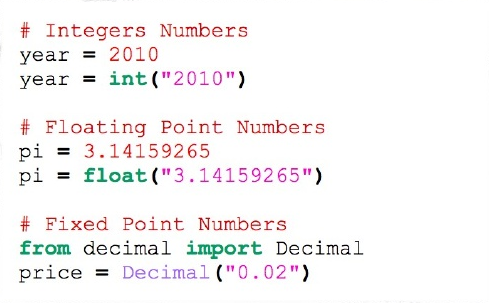 # Integers Numbers
year = 2010
year = int("2010")
# Floating Point Numbers
pi = 3.14159265
pi = float("3.14159265")
# Fixed Point Numbers
from decimal import Decimal
price = Decimal("0.02")